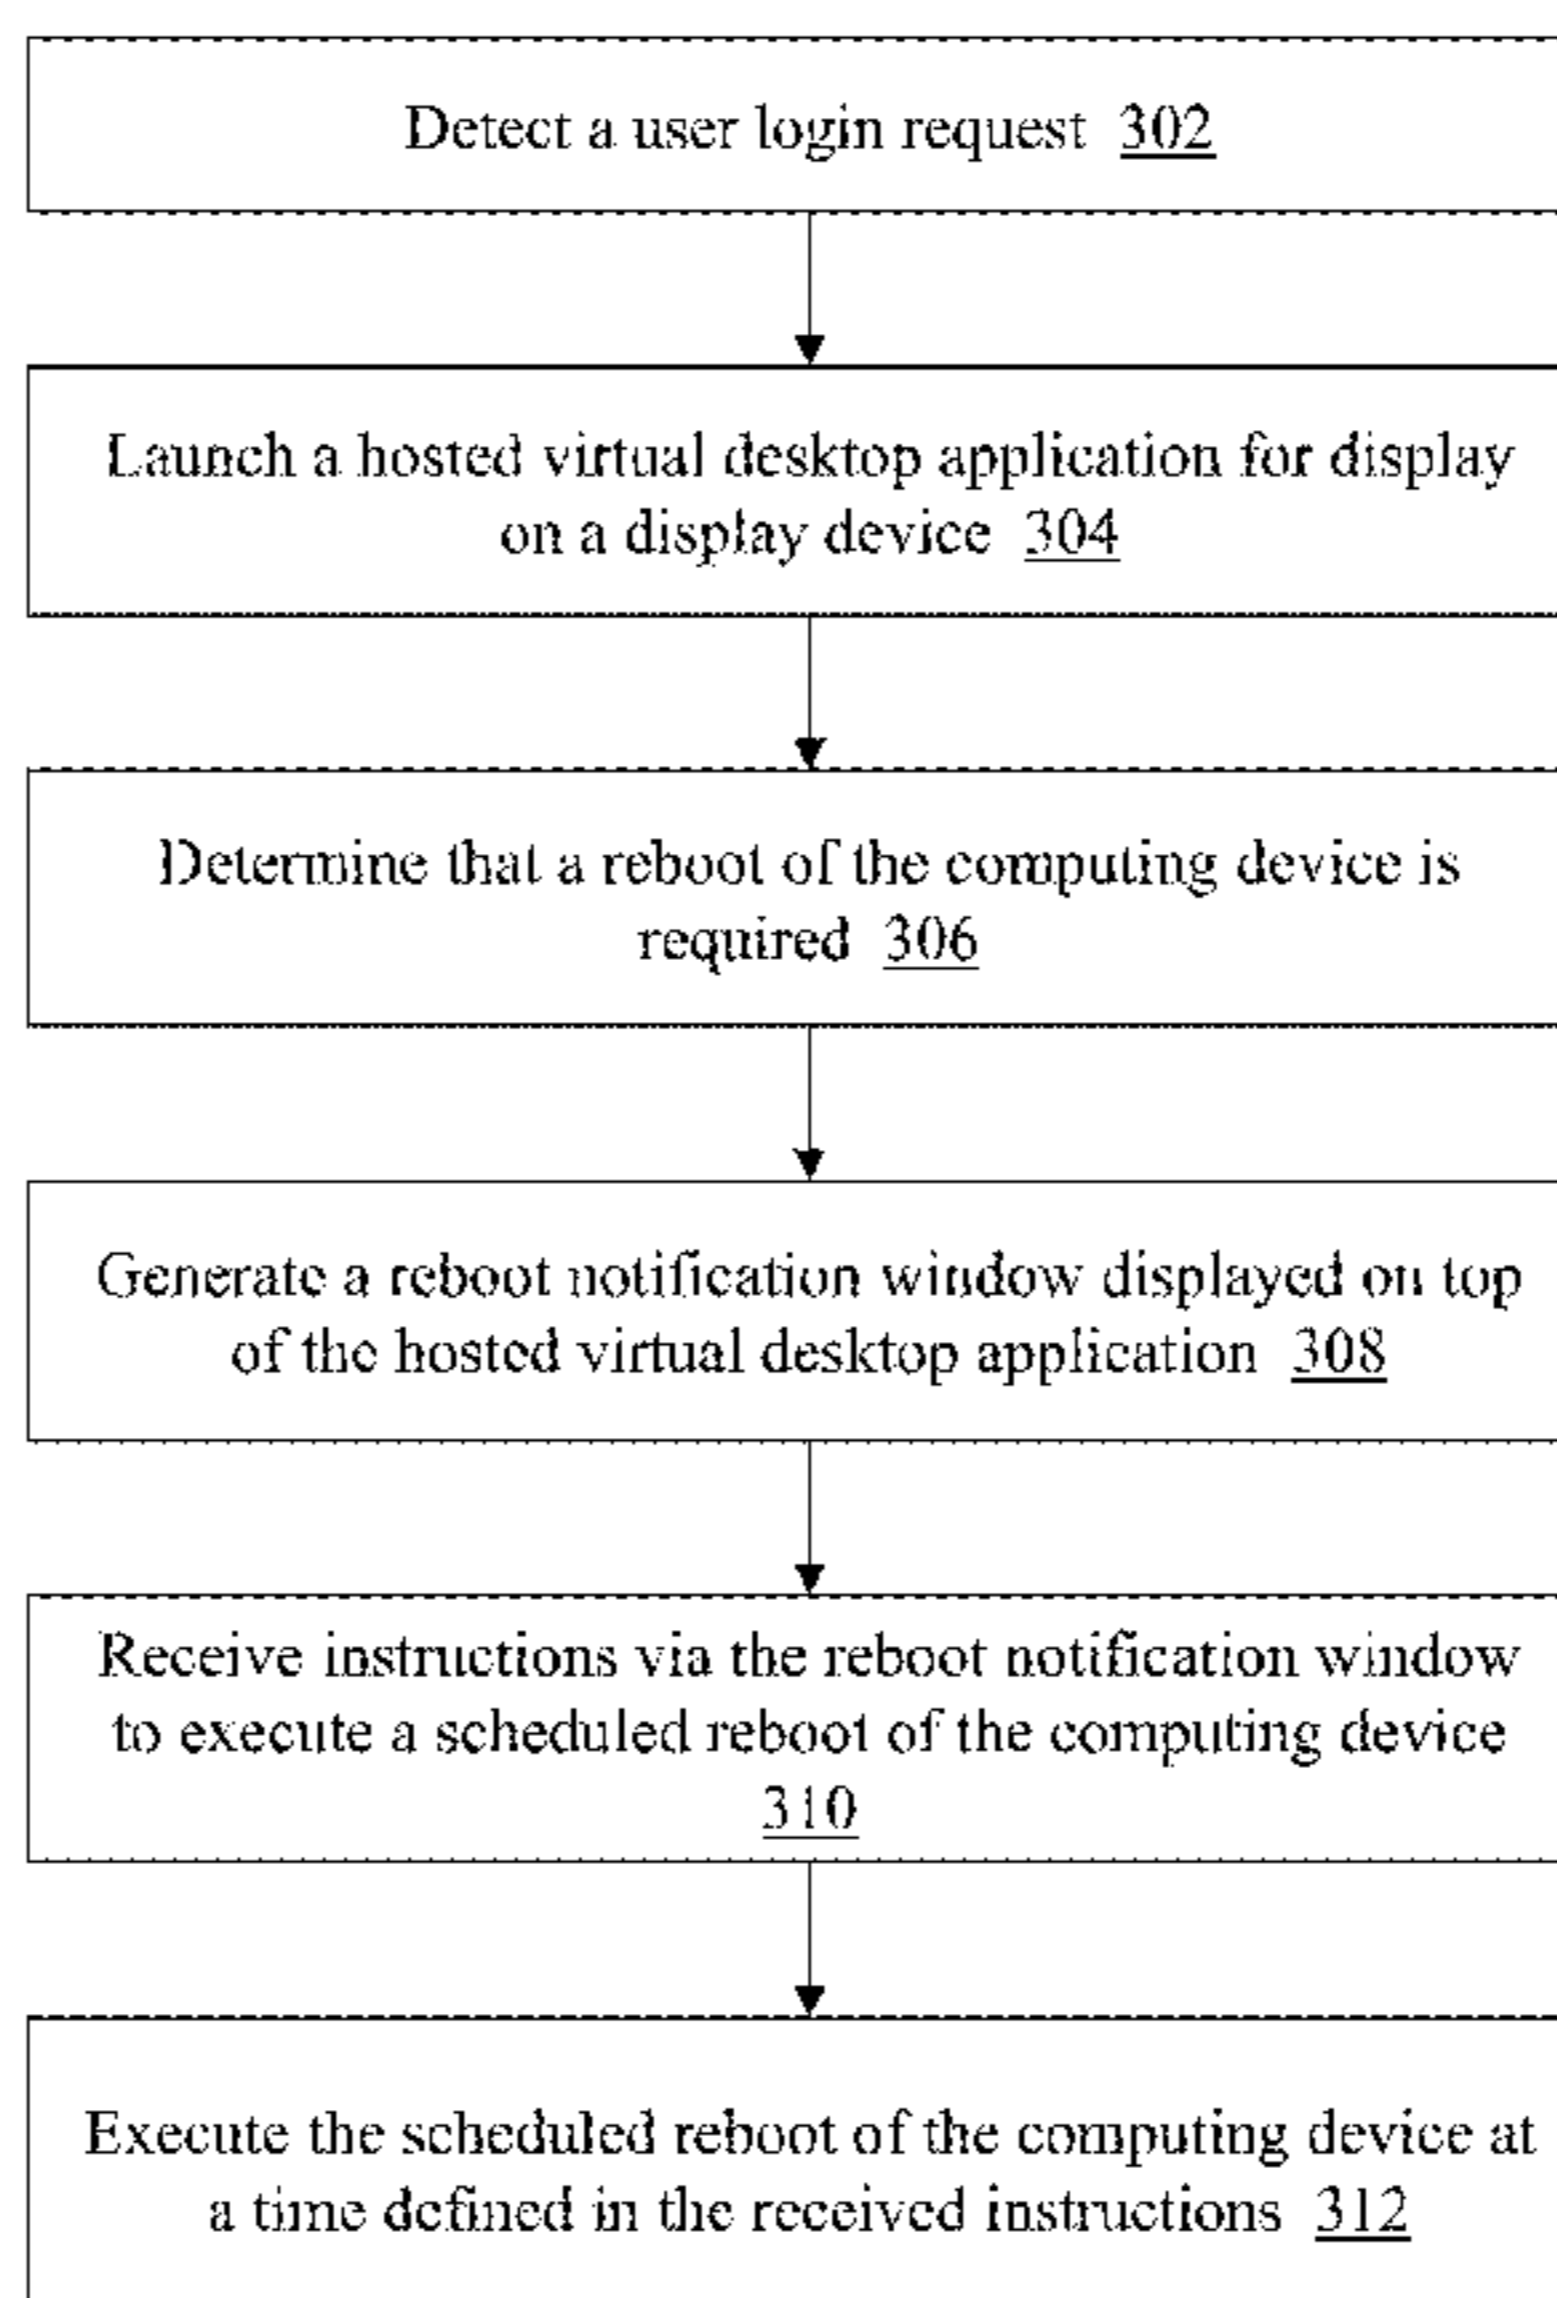 Detect a user login request 302
Launch a hosted virtual desktop application for display
on a display device 304
Determine that a reboot of the computing device is
required 306
Generate a reboot notification window displayed on top
of the hosted virtual desktop application 308
Receive instructions via the reboot notification window
to execute a scheduled reboot of the computing device
310
Execute the scheduled reboot of the computing device at
a time defined in the received instructions 312